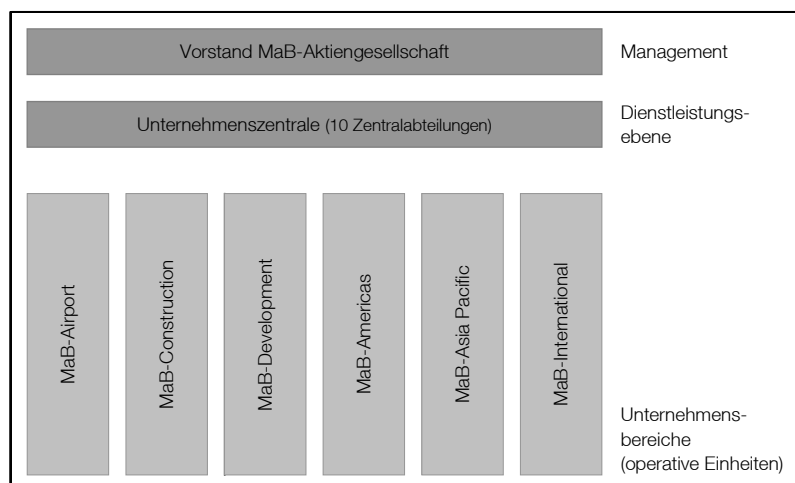 Vorstand MaB-Aktiengesellschaft
Management
Unternehmenszentrale (10 Zentralabteilungen)
Dienstleistungs-
ebene
MaB-Airport
MaB-Construction
MaB-Development
MaB-Americas
MaB-Asia Pacific
MaB-International
Unternehmens-
bereiche
(operative Einheiten)